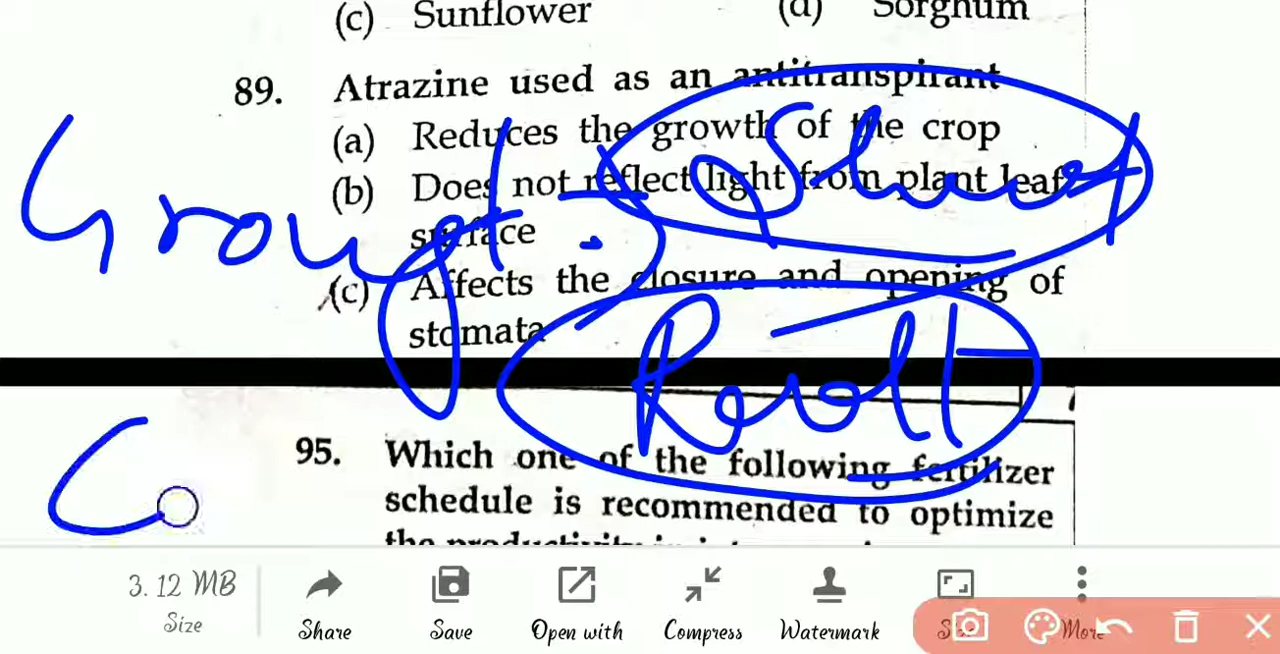 (c) Sunflower (d) Sorghum
89. Atrazine used as an antitranspirant
(a) Reduces the growth of the crop
(b) Does not reflect light from plant leaf
surface
(c) Affects the closure and opening of
stomata
Growt
Shoot
Root
95. Which one of the following fertilizer
schedule is recommended to optimize
3.12 MB
Size
Share
Save
Open with
Compress
Watermark
More